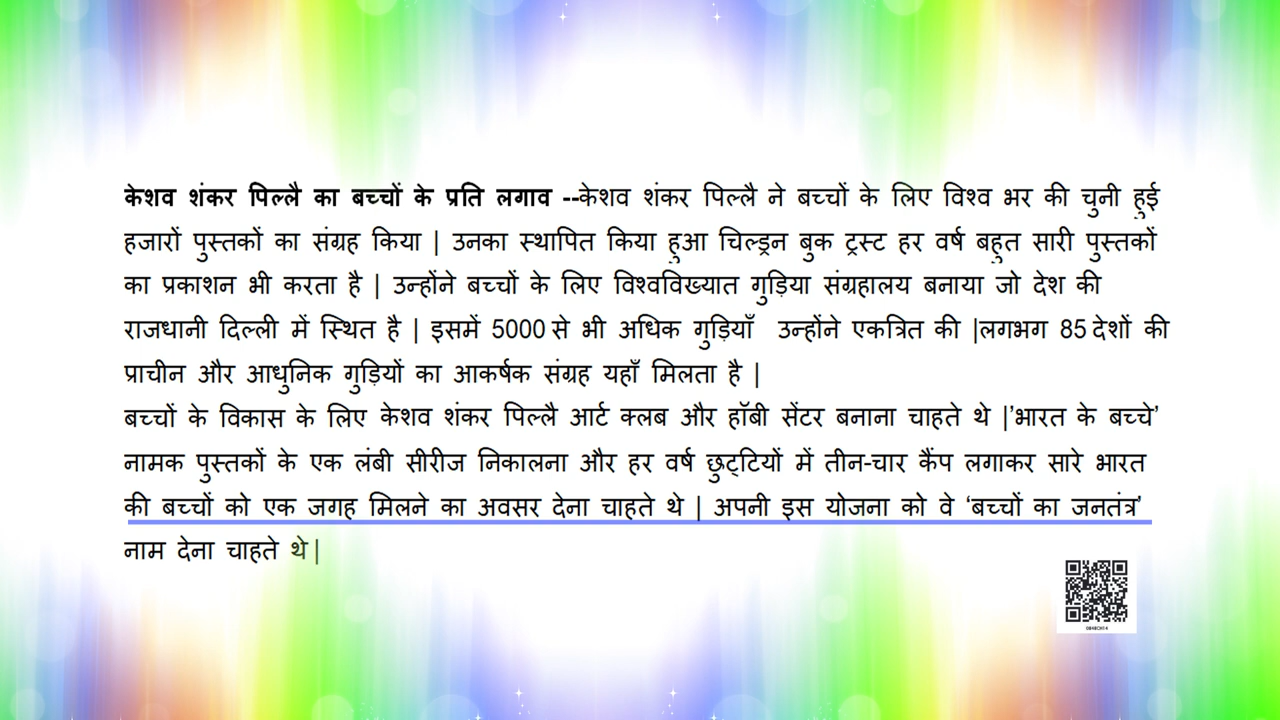 केशव शंकर पिल्लै का बच्चों के प्रति लगाव --केशव शंकर पिल्लै ने बच्चों के लिए विश्व भर की चुनी हुई
हजारों पुस्तकों का संग्रह किया | उनका स्थापित किया हुआ चिल्ड्रन बुक ट्रस्ट हर वर्ष बहुत सारी पुस्तकों
का प्रकाशन भी करता है | उन्होंने बच्चों के लिए विश्वविख्यात गुड़िया संग्रहालय बनाया जो देश की
राजधानी दिल्ली में स्थित है | इसमें 5000 से भी अधिक गुड़ियाँ उन्होंने एकत्रित की |लगभग 85 देशों की
प्राचीन और आधुनिक गुड़ियों का आकर्षक संग्रह यहाँ मिलता है |
बच्चों के विकास के लिए केशव शंकर पिल्लै आर्ट क्लब और हॉबी सेंटर बनाना चाहते थे |’भारत के बच्चे’
नामक पुस्तकों के एक लंबी सीरीज निकालना और हर वर्ष छुट्टियों में तीन-चार कैंप लगाकर सारे भारत
की बच्चों को एक जगह मिलने का अवसर देना चाहते थे | अपनी इस योजना को वे ‘बच्चों का जनतंत्र’
नाम देना चाहते थे |